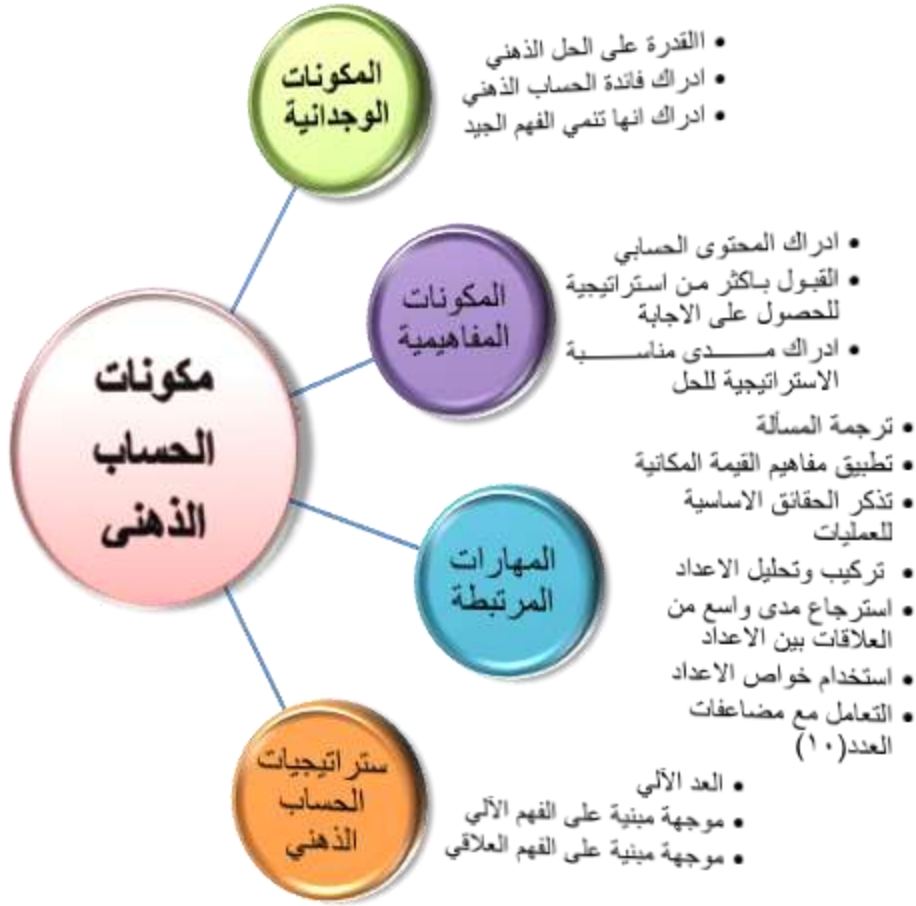 مكونات
الحساب
الذهنى
المكونات
الوجدانية
• االقدرة على الحل الذهني
• ادراك فائدة الحساب الذهني
• ادراك انها تنمي الفهم الجيد
المكونات
المفاهيمية
• ادراك المحتوى الحسابي
• القبول باكثر من استراتيجية
للحصول على الاجابة
• ادراك مدى مناسبة
الاستراتيجية للحل
المهارات
المرتبطة
• ترجمة المسألة
• تطبيق مفاهيم القيمة المكانية
• تذكر الحقائق الاساسية
للعمليات
• تركيب وتحليل الاعداد
• استرجاع مدى واسع من
العلاقات بين الاعداد
• استخدام خواص الاعداد
• التعامل مع مضاعفات
العدد(١٠)
ستراتيجيات
الحساب
الذهني
• العد الآلي
• موجهة مبنية على الفهم الآلي
• موجهة مبنية على الفهم العلاقي